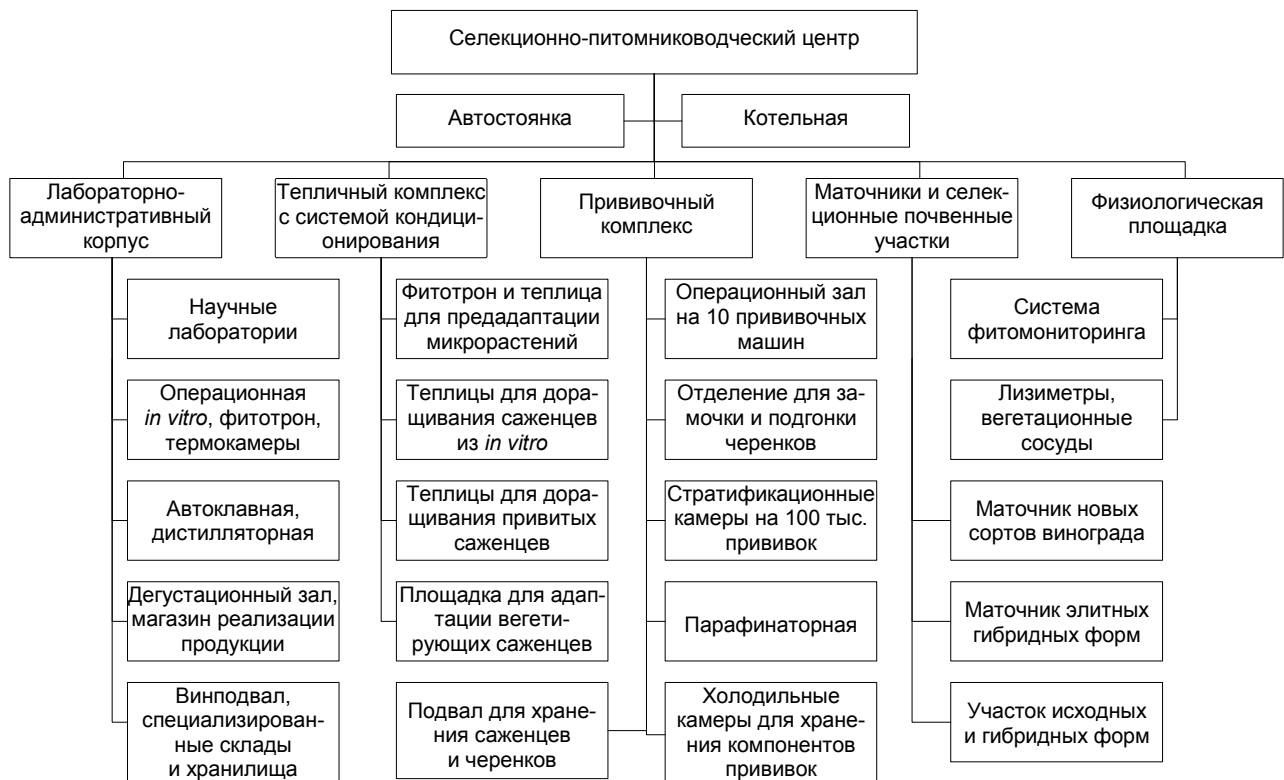 Селекционно-питомниководческий центр
Автостоянка
Котельная
Лабораторно-
административный
корпус
Тепличный комплекс
с системой кондици-
онирования
Прививочный
комплекс
Маточники и селек-
ционные почвенные
участки
Физиологическая
площадка
Научные
лаборатории
Операционная
in vitro, фитотрон,
термокамеры
Автоклавная,
дистилляторная
Дегустационный зал,
магазин реализации
продукции
Винподвал,
специализирован-
ные склады
и хранилища
Фитотрон и теплица
для предадаптации
микрорастений
Теплицы для дора-
щивания саженцев
из in vitro
Теплицы для дора-
щивания привитых
саженцев
Площадка для адап-
тации вегети-
рующих саженцев
Подвал для хране-
ния саженцев
и черенков
Операционный зал
на 10 прививочных
машин
Отделение для за-
мочки и подгонки
черенков
Стратификационные
камеры на 100 тыс.
прививок
Парафинаторная
Холодильные
камеры для хране-
ния компонентов
прививок
Система
фитомониторинга
Лизиметры,
вегетационные
сосуды
Маточник новых
сортов винограда
Маточник элитных
гибридных форм
Участок исходных
и гибридных форм